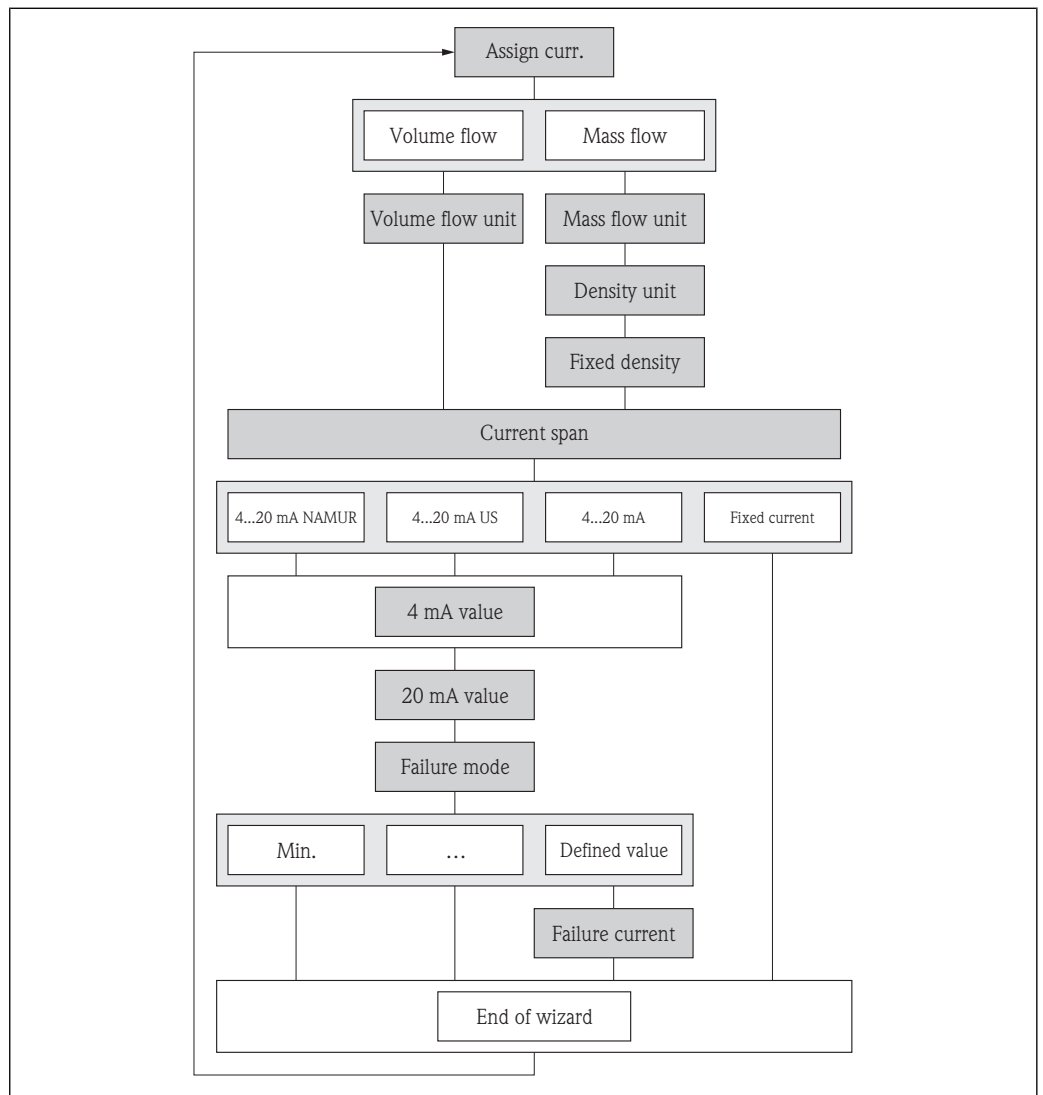 Assign curr.
Volume flow
Mass flow
Volume flow unit
Mass flow unit
Density unit
Fixed density
Current span
4...20 mA NAMUR
4...20 mA US
4...20 mA
Fixed current
4 mA value
20 mA value
Failure mode
Min.
...
Defined value
Failure current
End of wizard